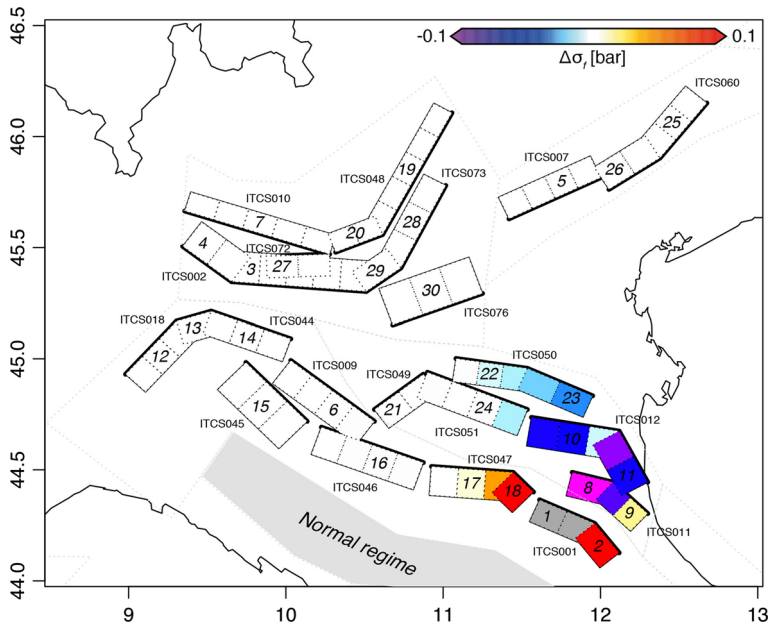 46.5
-0.1 0.1
Δσf [bar]
ITCS060
25
46.0
ITCS007
19
ITCS048
ITCS073
5
26
ITCS010
7
28
20
4
ITCS072
45.5
3
27
29
ITCS002
30
ITCS076
ITCS018
13
ITCS044
14
12
45.0
ITCS009
ITCS049
ITCS050
22
23
15
6
21
24
ITCS045
ITCS051
ITCS012
10
16
ITCS047
11
44.5
ITCS046
17
18
8
9
1
ITCS011
Normal regime
ITCS001
2
44.0
9 10 11 12 13